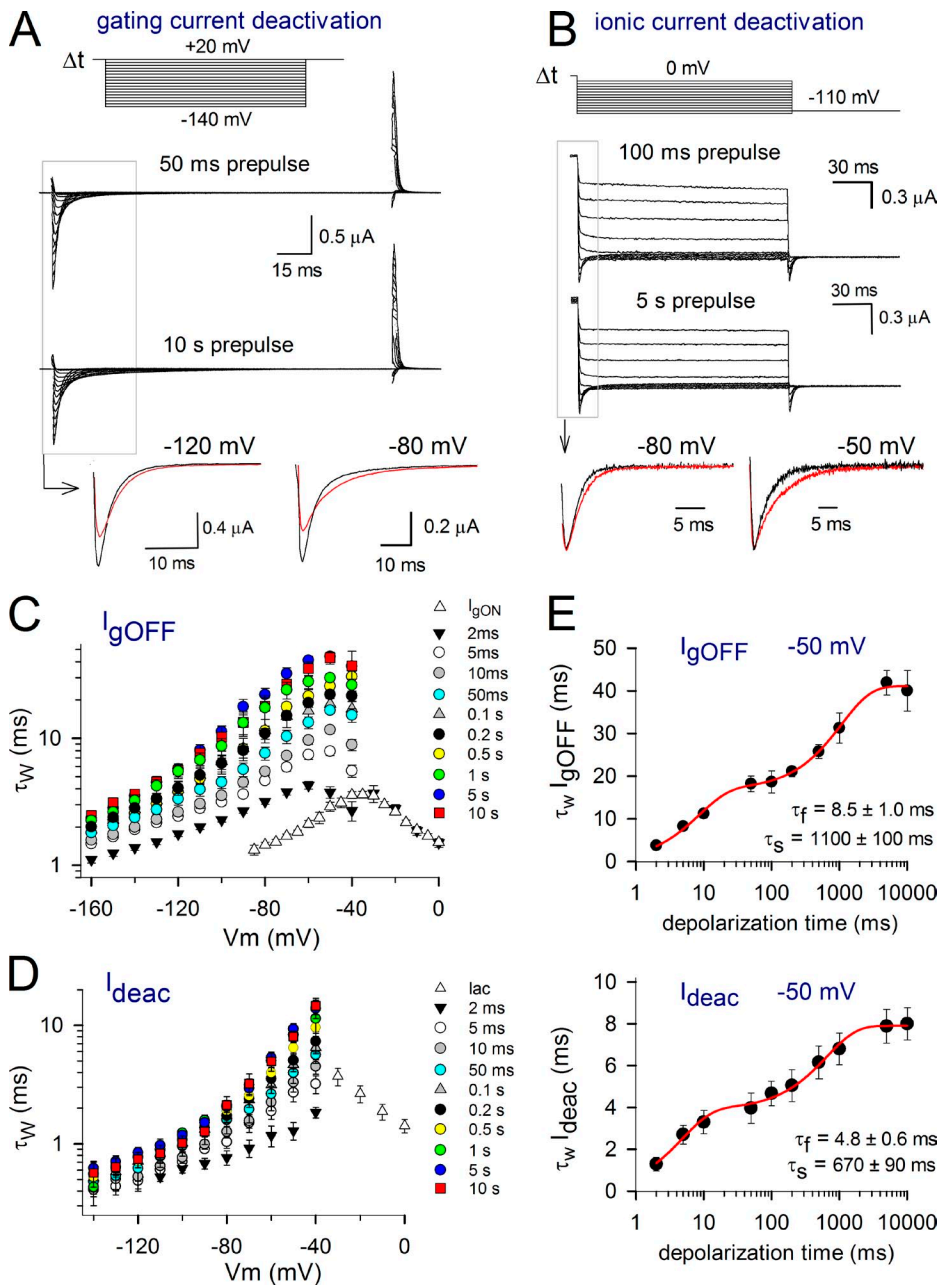 A gating current deactivation
+20 mV
Δt
-140 mV
50 ms prepulse
0.5 µA
15 ms
10 s prepulse
-120 mV
-80 mV
0.4 µA
10 ms
0.2 µA
10 ms
B ionic current deactivation
Δt
0 mV
-110 mV
100 ms prepulse
30 ms
0.3 µA
5 s prepulse
30 ms
0.3 µA
-80 mV
-50 mV
5 ms
5 ms
C
IgOFF
τw (ms)
10
1
-160
-120
-80
-40
0
Vm (mV)
IgON
2ms
5ms
10ms
50ms
0.1 s
0.2 s
0.5 s
1 s
5 s
10 s
D
Ideac
τw (ms)
10
1
-120
-80
-40
0
Vm (mV)
Iac
2 ms
5 ms
10 ms
50 ms
0.1 s
0.2 s
0.5 s
1 s
5 s
10 s
E
IgOFF -50 mV
τw IgOFF (ms)
50
40
30
20
10
0
τf = 8.5 ± 1.0 ms
τs = 1100 ± 100 ms
1 10 100 1000 10000
depolarization time (ms)
Ideac -50 mV
τw Ideac (ms)
8
6
4
2
0
τf = 4.8 ± 0.6 ms
τs = 670 ± 90 ms
1 10 100 1000 10000
depolarization time (ms)